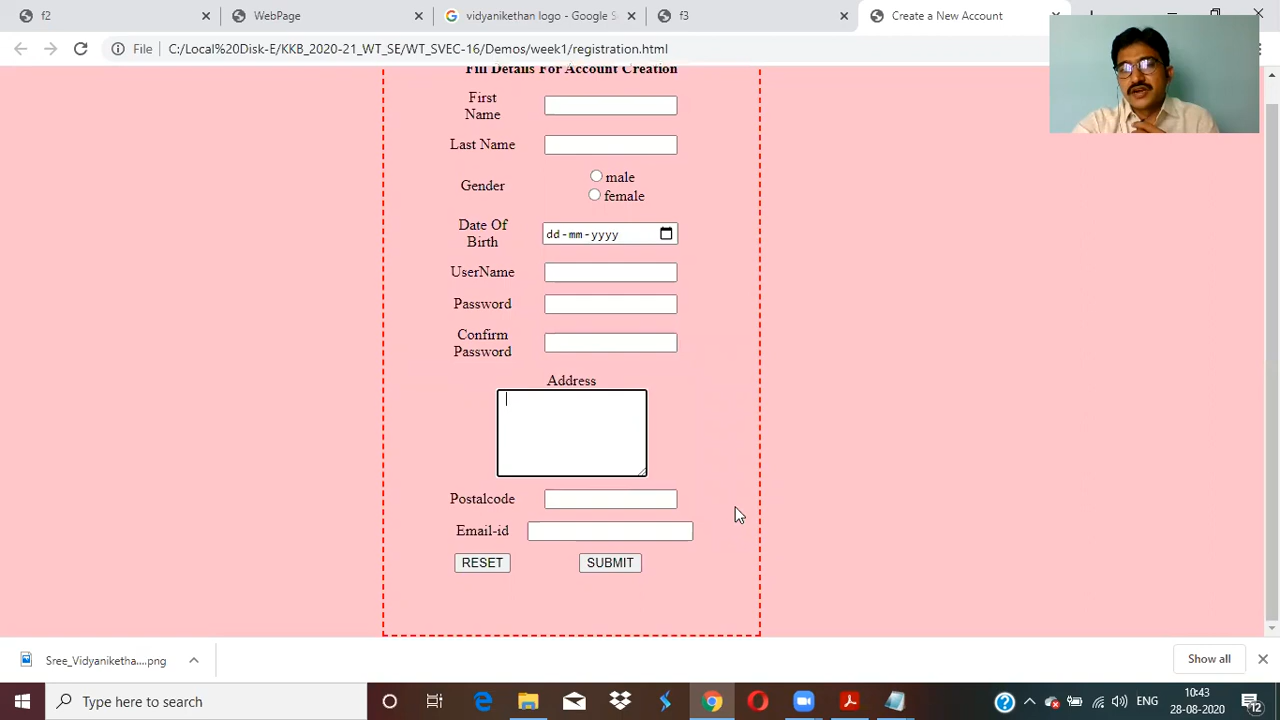 f2
WebPage
vidyanikethan logo - Google S
f3
Create a New Account
File
C:/Local%20Disk-E/KKB_2020-21_WT_SE/WT_SVEC-16/Demos/week1/registration.html
Fill Details For Account Creation
First
Name
Last Name
Gender
male
female
Date Of
Birth
dd-mm-yyyy
UserName
Password
Confirm
Password
Address
Postalcode
Email-id
RESET
SUBMIT
Sree_Vidyaniketha....png
Show all
Type here to search
ENG
10:43
28-08-2020
12